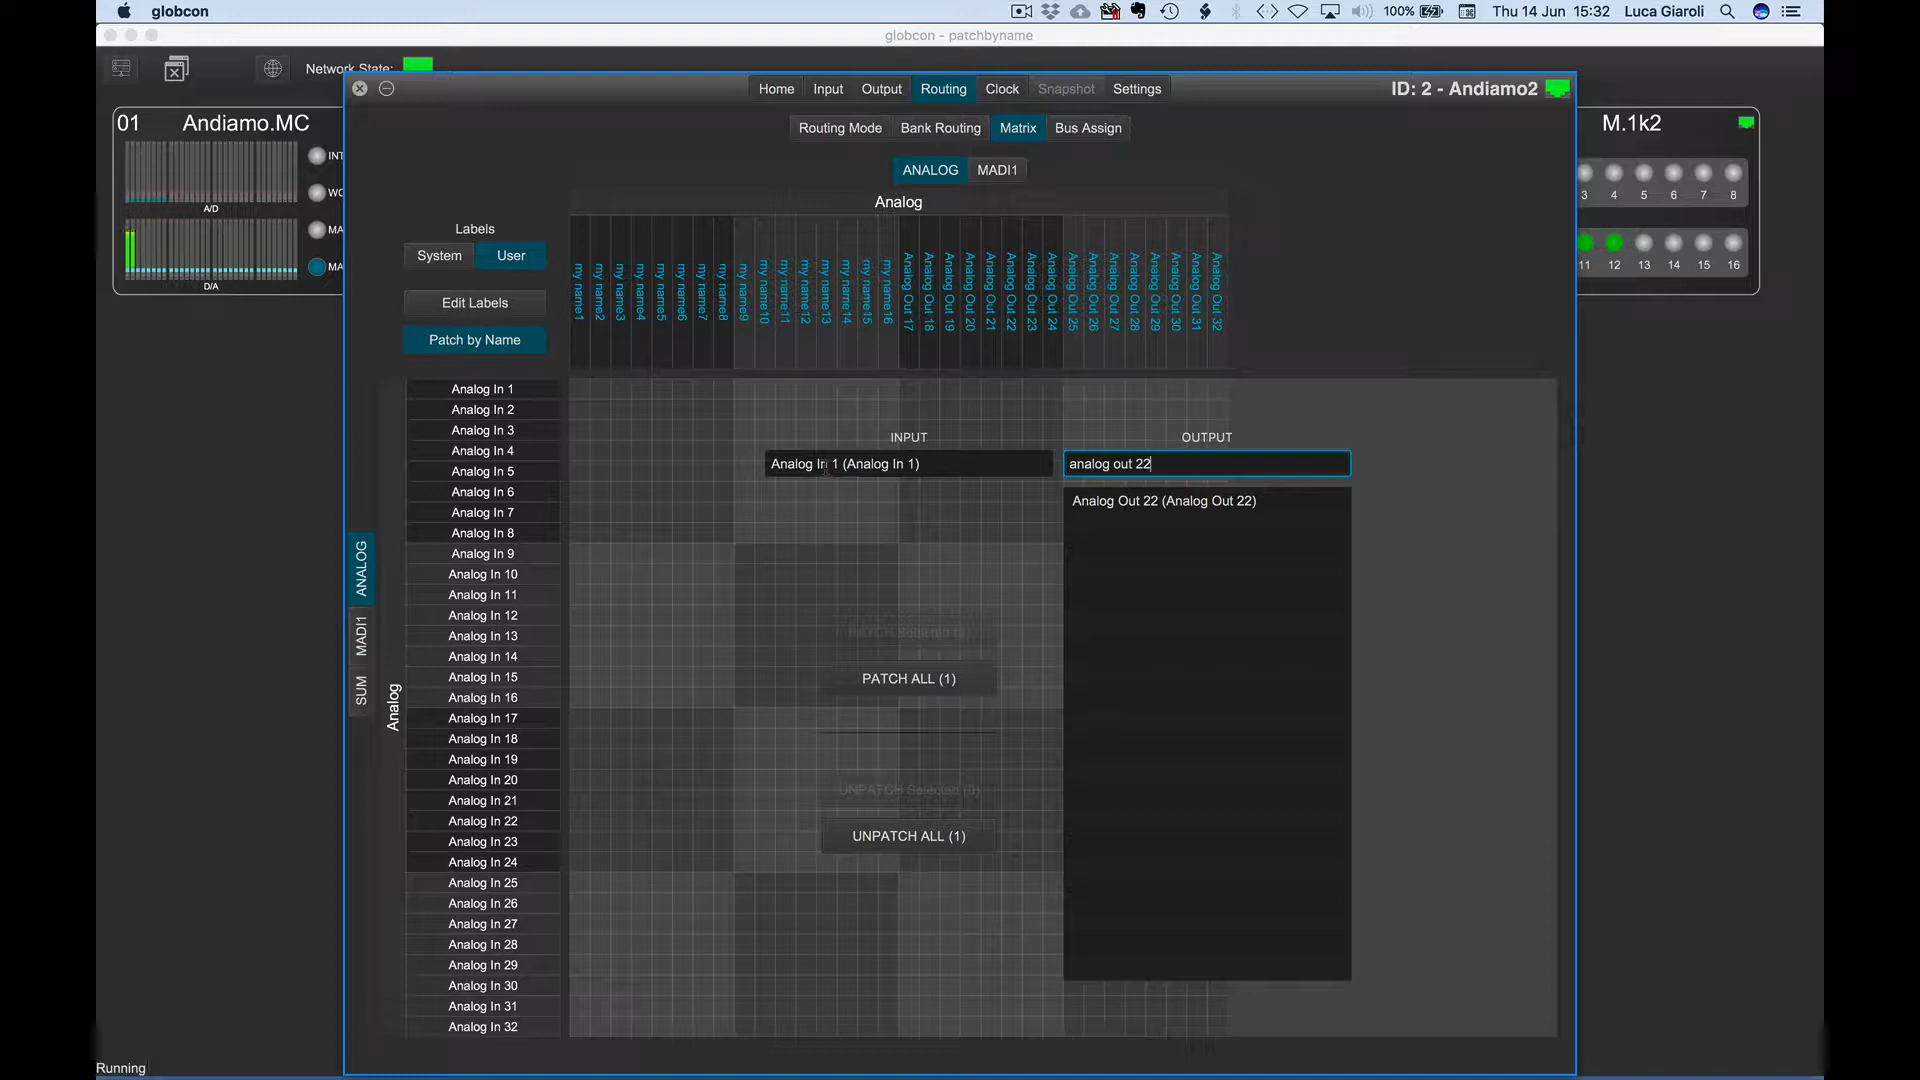 globcon
100%
Thu 14 Jun 15:32
Luca Giaroli
globcon - patchbyname
Network State:
Home
Input
Output
Routing
Clock
Snapshot
Settings
ID: 2 - Andiamo2
01
Andiamo.MC
INT
WC
MA
MA
A/D
D/A
M.1k2
3 4 5 6 7 8
11 12 13 14 15 16
Routing Mode
Bank Routing
Matrix
Bus Assign
ANALOG
MADI1
Analog
Labels
System
User
Edit Labels
Patch by Name
my name1
my name2
my name3
my name4
my name5
my name6
my name7
my name8
my name9
my name10
my name11
my name12
my name13
my name14
my name15
my name16
Analog Out 17
Analog Out 18
Analog Out 19
Analog Out 20
Analog Out 21
Analog Out 22
Analog Out 23
Analog Out 24
Analog Out 25
Analog Out 26
Analog Out 27
Analog Out 28
Analog Out 29
Analog Out 30
Analog Out 31
Analog Out 32
ANALOG
MADI1
SUM
Analog
Analog In 1
Analog In 2
Analog In 3
Analog In 4
Analog In 5
Analog In 6
Analog In 7
Analog In 8
Analog In 9
Analog In 10
Analog In 11
Analog In 12
Analog In 13
Analog In 14
Analog In 15
Analog In 16
Analog In 17
Analog In 18
Analog In 19
Analog In 20
Analog In 21
Analog In 22
Analog In 23
Analog In 24
Analog In 25
Analog In 26
Analog In 27
Analog In 28
Analog In 29
Analog In 30
Analog In 31
Analog In 32
INPUT
OUTPUT
Analog In 1 (Analog In 1)
analog out 22
Analog Out 22 (Analog Out 22)
PATCH Selected (0)
PATCH ALL (1)
UNPATCH Selected (0)
UNPATCH ALL (1)
Running